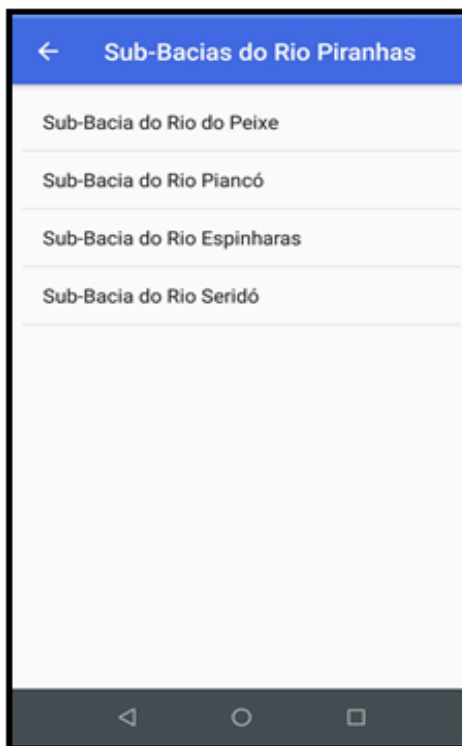 Sub-Bacias do Rio Piranhas
Sub-Bacia do Rio do Peixe
Sub-Bacia do Rio Piancó
Sub-Bacia do Rio Espinharas
Sub-Bacia do Rio Seridó